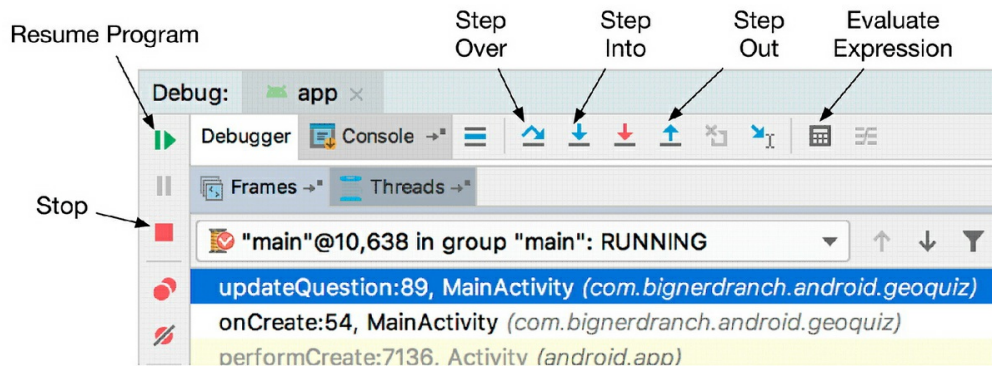 Resume Program
Step Over
Step Into
Step Out
Evaluate Expression
Debug: app
Debugger Console
Frames Threads
Stop
"main"@10,638 in group "main": RUNNING
updateQuestion:89, MainActivity (com.bignerdranch.android.geoquiz)
onCreate:54, MainActivity (com.bignerdranch.android.geoquiz)
performCreate:7136, Activity (android.app)